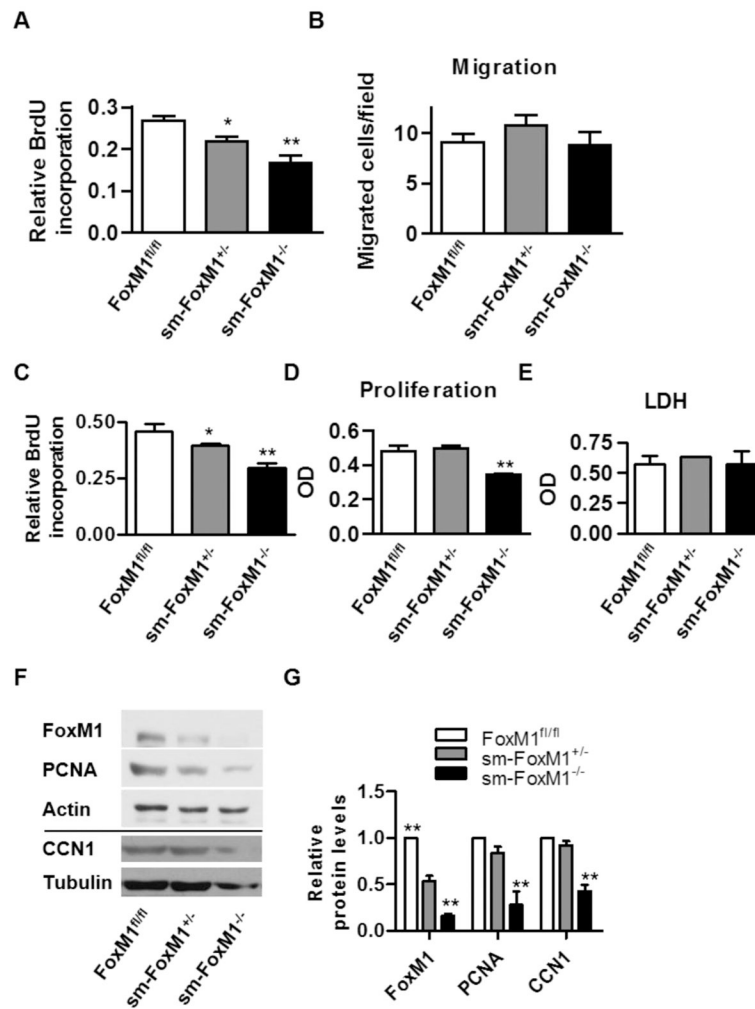 A
Relative BrdU
incorporation
0.3
0.2
0.1
0.0
*
**
FoxM1fl/fl
sm-FoxM1+/-
sm-FoxM1-/-
B
Migration
Migrated cells/field
10
5
0
FoxM1fl/fl
sm-FoxM1+/-
sm-FoxM1-/-
C
Relative BrdU
incorporation
0.50
0.25
0.00
*
**
FoxM1fl/fl
sm-FoxM1+/-
sm-FoxM1-/-
D
Proliferation
OD
0.6
0.4
0.2
0.0
**
FoxM1fl/fl
sm-FoxM1+/-
sm-FoxM1-/-
E
LDH
OD
0.75
0.50
0.25
0.00
FoxM1fl/fl
sm-FoxM1+/-
sm-FoxM1-/-
F
FoxM1
PCNA
Actin
CCN1
Tubulin
FoxM1fl/fl
sm-FoxM1+/-
sm-FoxM1-/-
G
FoxM1fl/fl
sm-FoxM1+/-
sm-FoxM1-/-
Relative
protein levels
1.5
1.0
0.5
0.0
**
**
**
**
FoxM1
PCNA
CCN1